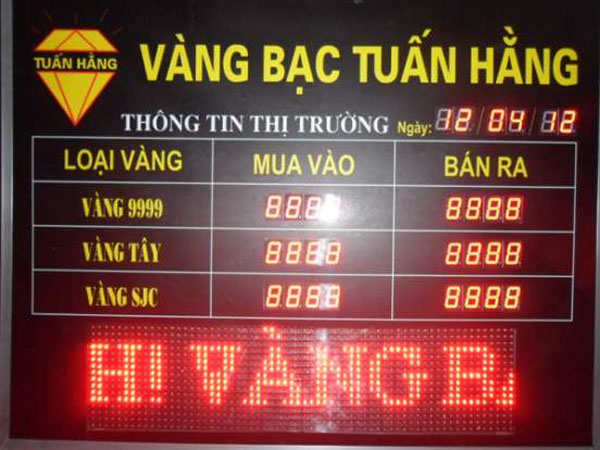 TUẤN HẰNG
VÀNG BẠC TUẤN HẰNG
THÔNG TIN THỊ TRƯỜNG Ngày: 12 04 12
LOẠI VÀNG MUA VÀO BÁN RA
VÀNG 9999 8888 8888
VÀNG TÂY 8888 8888
VÀNG SJC 8888 8888
H! VÀNG